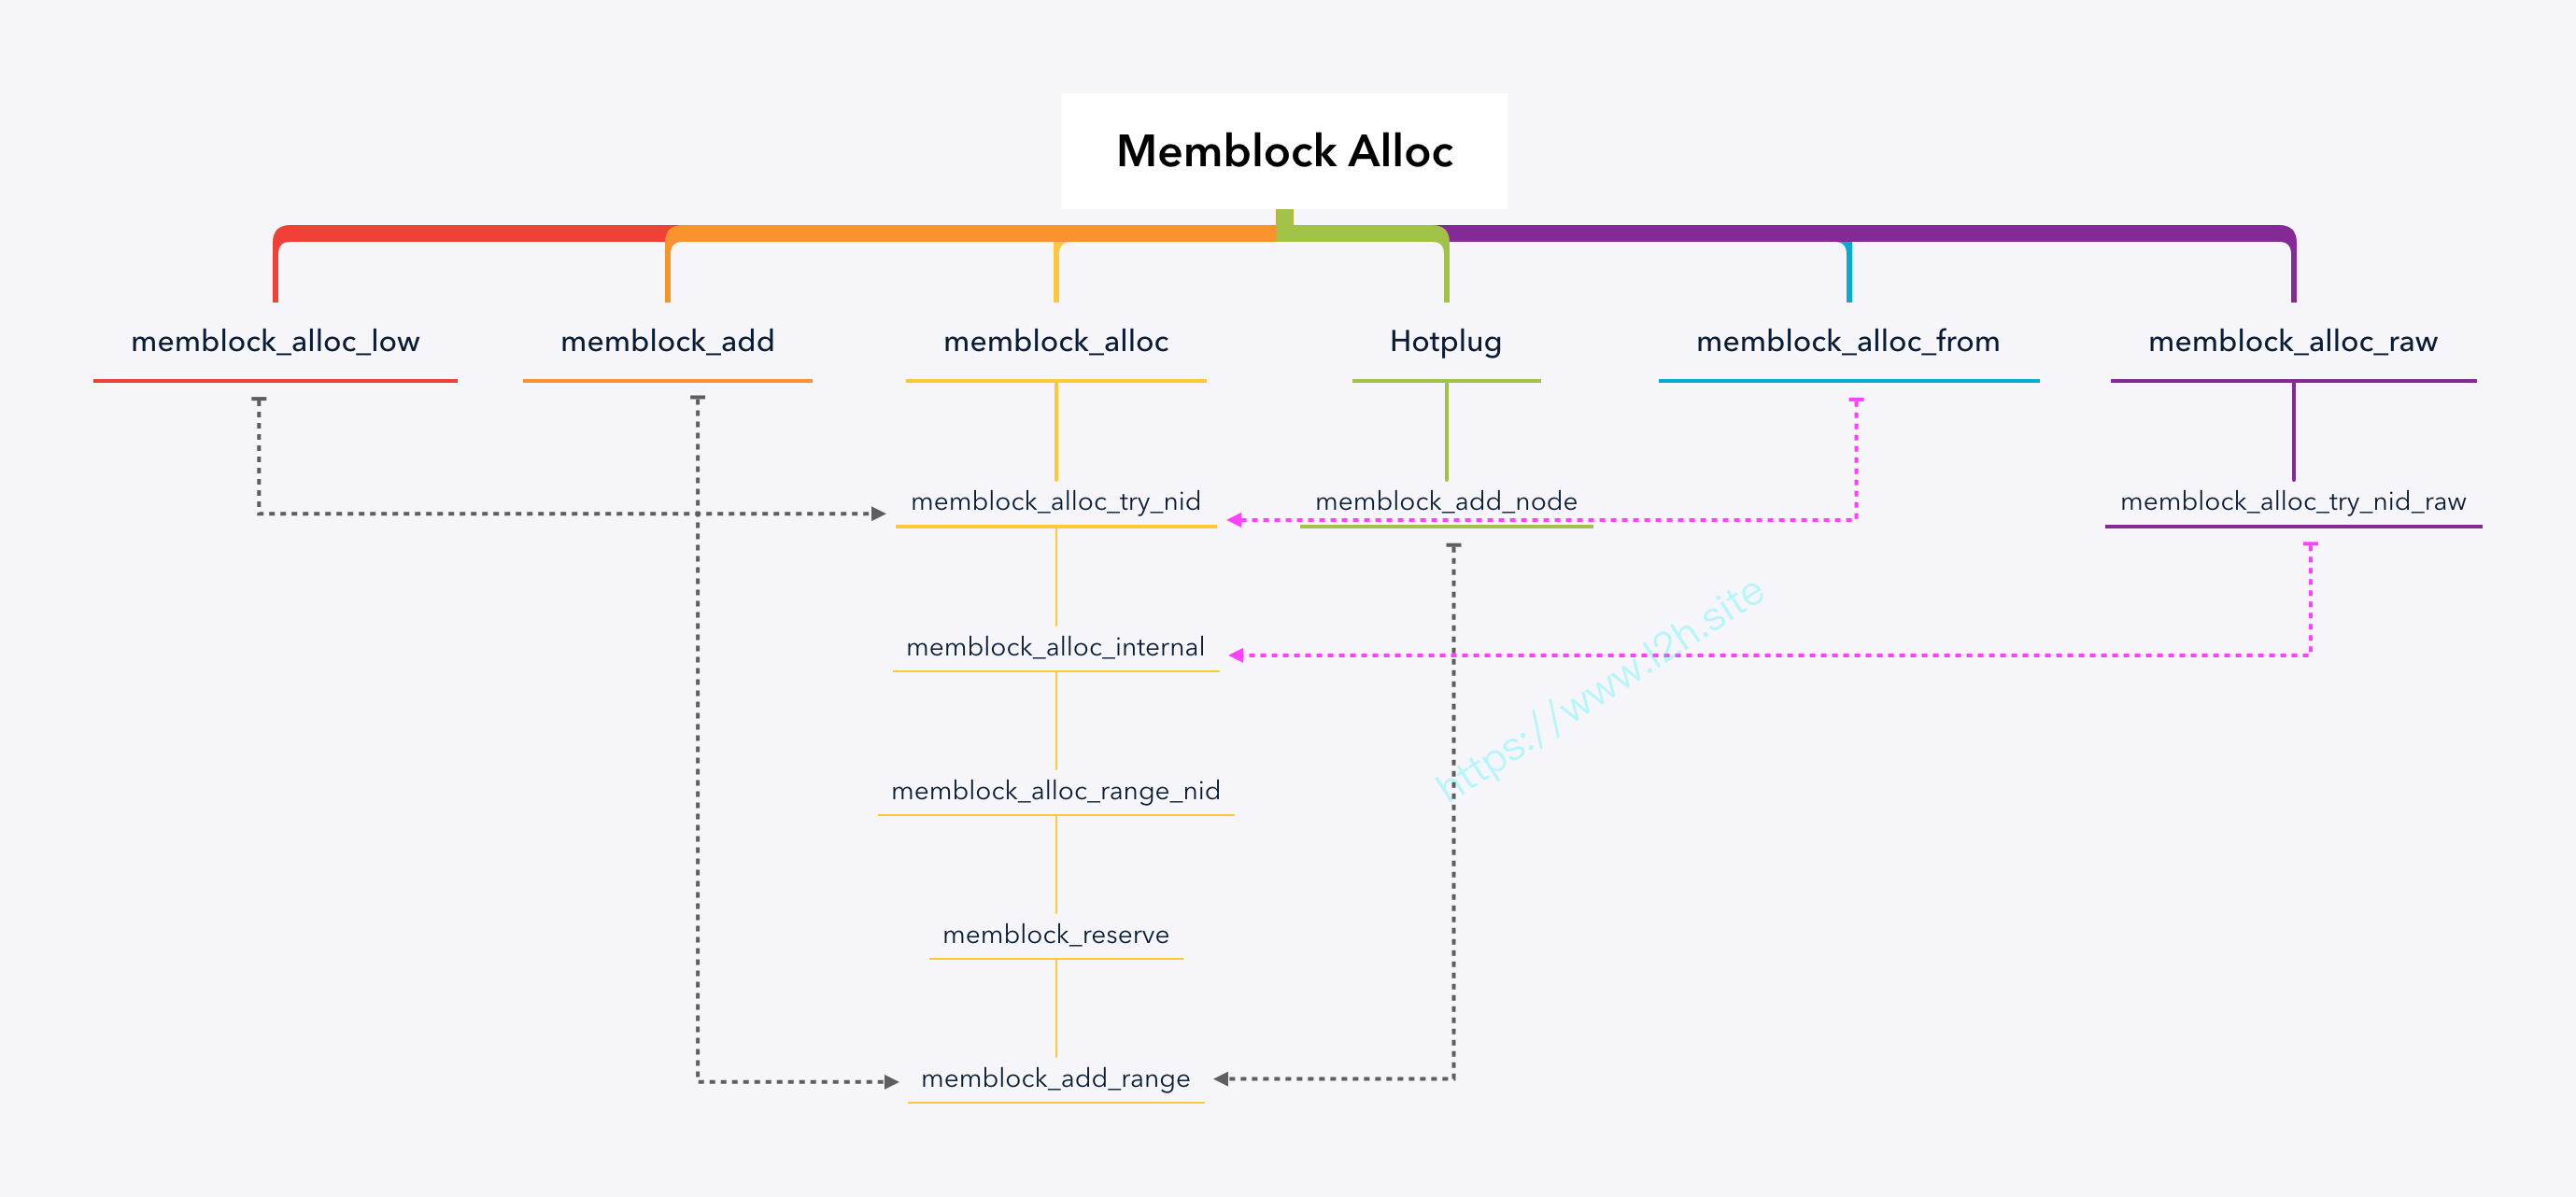 Memblock Alloc
memblock_alloc_low
memblock_add
memblock_alloc
Hotplug
memblock_alloc_from
memblock_alloc_raw
memblock_alloc_try_nid
memblock_add_node
memblock_alloc_try_nid_raw
memblock_alloc_internal
https://www.l2h.site
memblock_alloc_range_nid
memblock_reserve
memblock_add_range